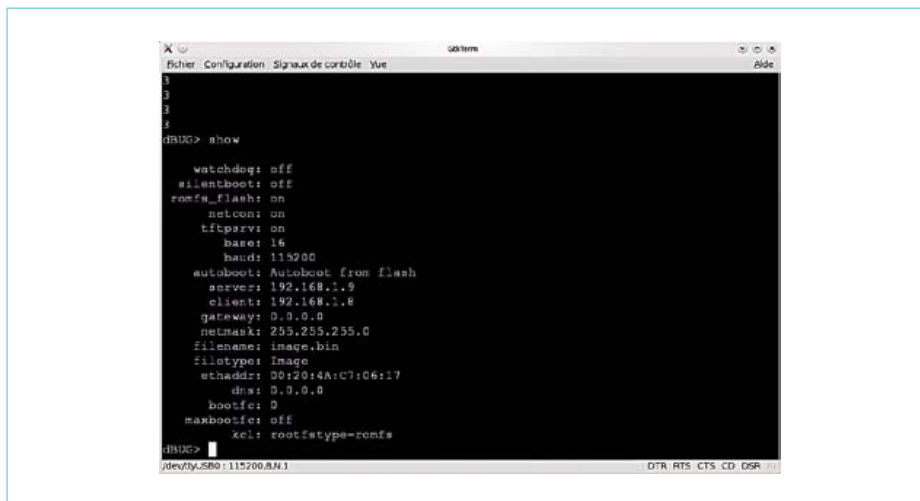 Gtkterm
Fichier Configuration Signaux de contrôle Vue Aide
3
3
3
3
dBUG> show
watchdog: off
silentboot: off
romfs_flash: on
netcon: on
tftpsrv: on
base: 16
baud: 115200
autoboot: Autoboot from flash
server: 192.168.1.9
client: 192.168.1.8
gateway: 0.0.0.0
netmask: 255.255.255.0
filename: image.bin
filetype: Image
ethaddr: 00:20:4A:C7:06:17
dns: 0.0.0.0
bootfc: 0
maxbootfc: off
kcl: rootfstype=romfs
dBUG>
/dev/ttyUSB0 : 115200,8,N,1 DTR RTS CTS CD DSR RI